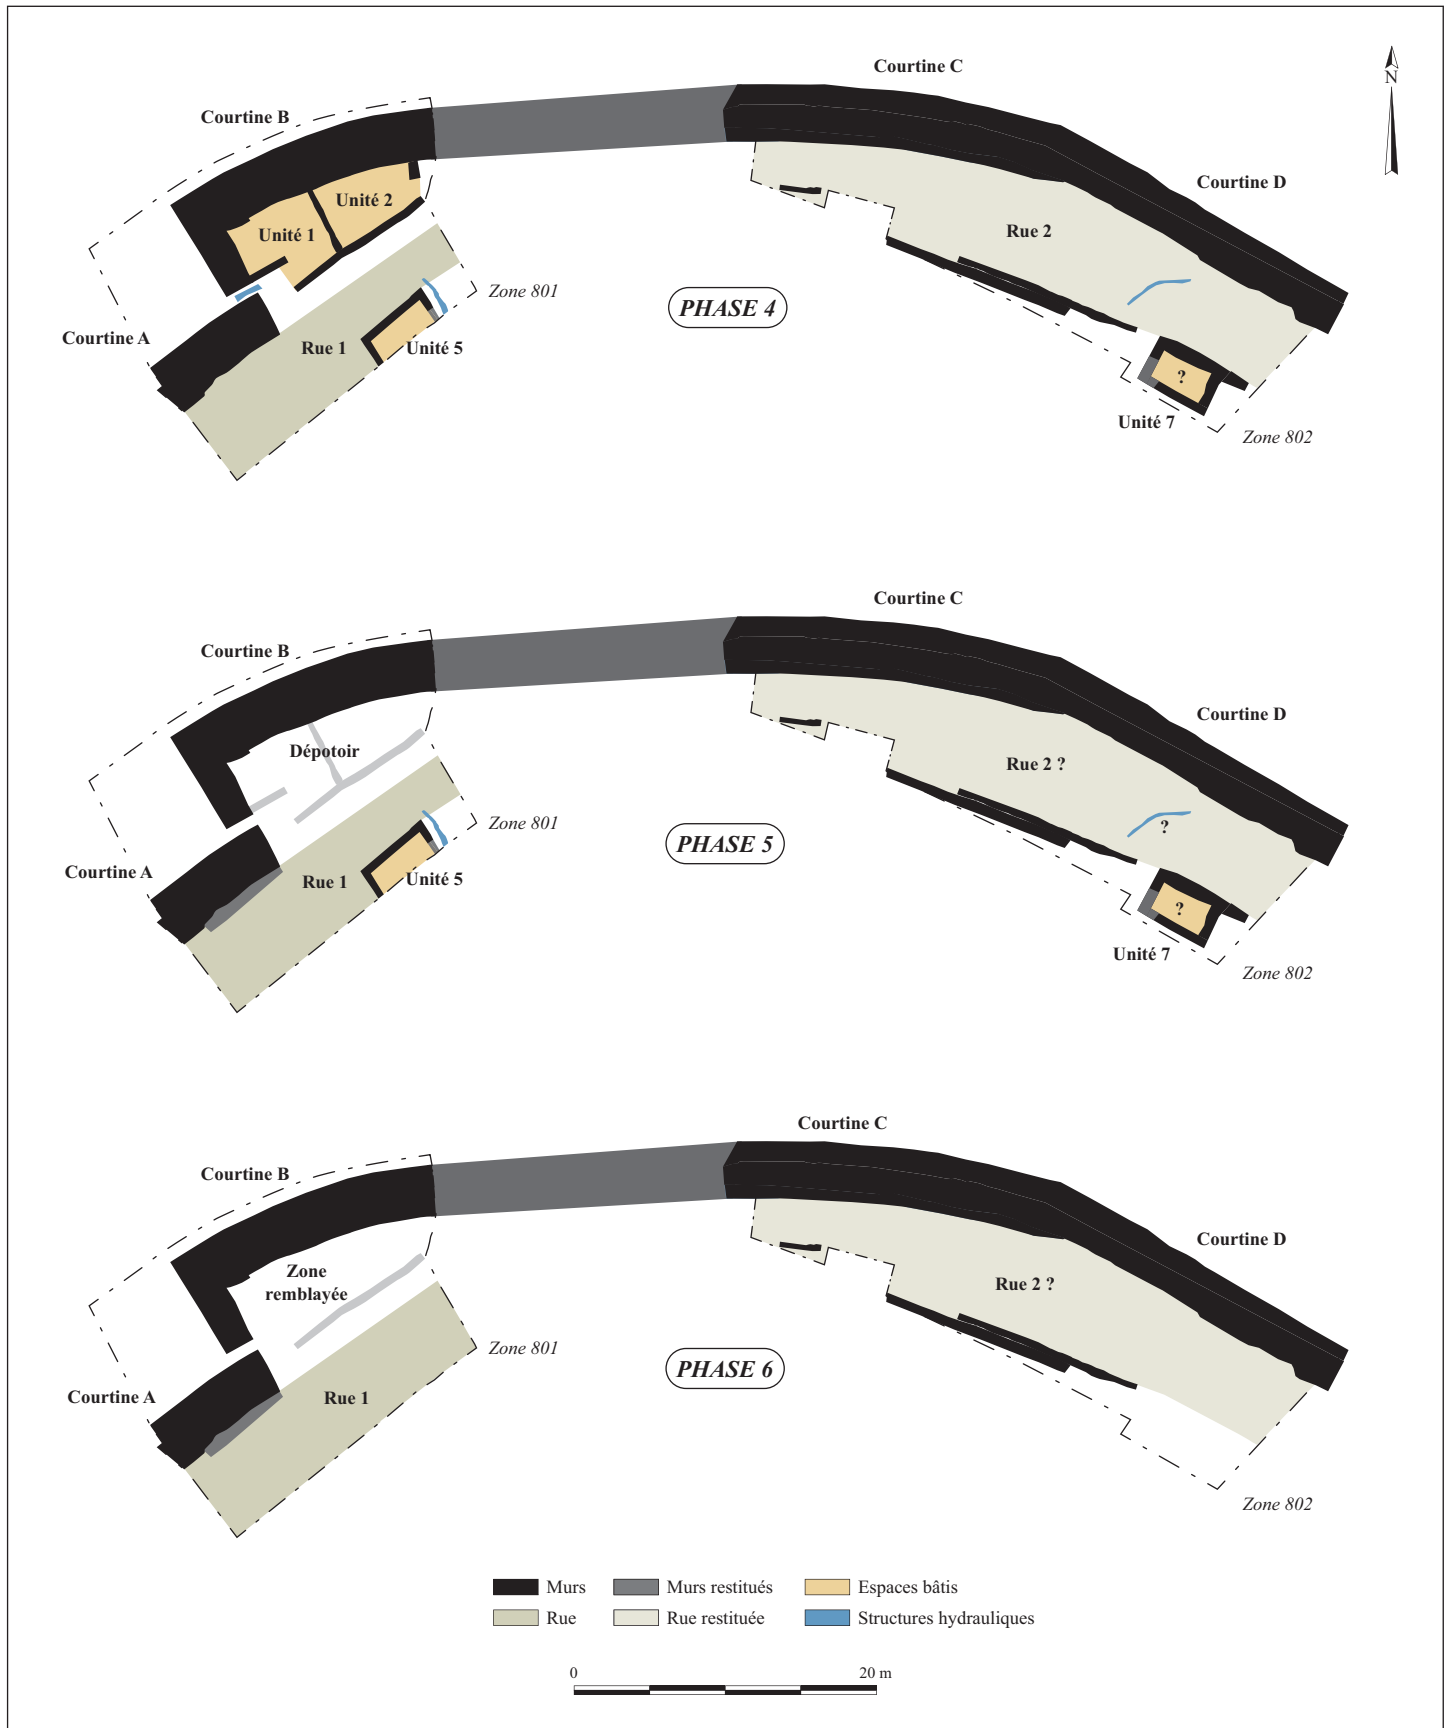 Courtine C
N
Courtine B
Courtine D
Unité 2
Unité 1
Rue 2
Zone 801
PHASE 4
Courtine A
Rue 1
Unité 5
?
Unité 7
Zone 802
Courtine C
Courtine B
Courtine D
Dépotoir
Rue 2 ?
Zone 801
?
PHASE 5
Courtine A
Rue 1
Unité 5
?
Unité 7
Zone 802
Courtine C
Courtine B
Courtine D
Zone
remblayée
Rue 2 ?
Zone 801
PHASE 6
Courtine A
Rue 1
Zone 802
Murs
Murs restitués
Espaces bâtis
Rue
Rue restituée
Structures hydrauliques
0
20 m